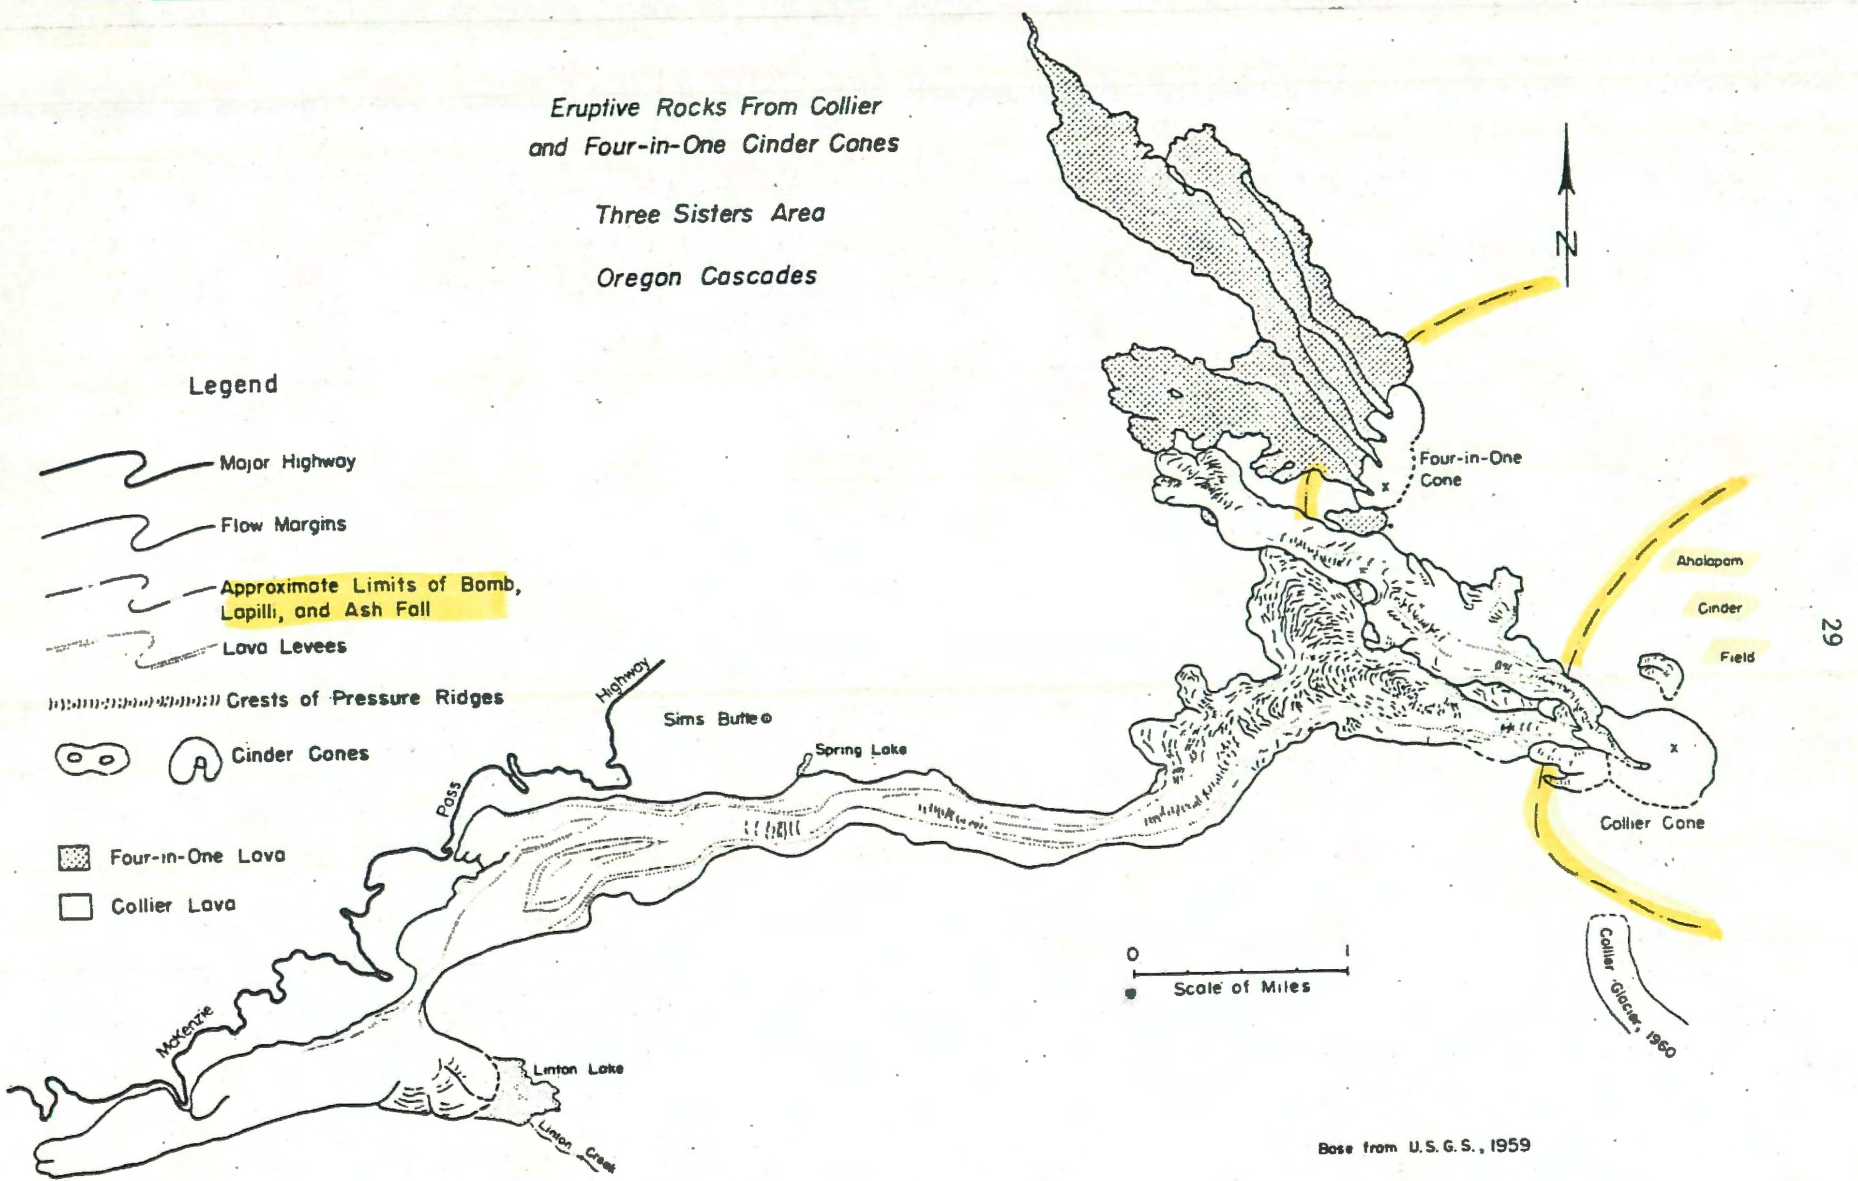 Eruptive Rocks From Collier
and Four-in-One Cinder Cones
Three Sisters Area
Oregon Cascades
N
Legend
Major Highway
Flow Margins
Approximate Limits of Bomb,
Lapilli, and Ash Fall
Lava Levees
Crests of Pressure Ridges
Cinder Cones
Four-in-One Lava
Collier Lava
Four-in-One
Cone
x
Ahalapam
Cinder
Field
29
Highway
Sims Butte
Spring Lake
Pass
x
Collier Cone
0 1
Scale of Miles
Collier Glacier, 1960
McKenzie
Linton Lake
Linton Creek
Base from U.S.G.S., 1959